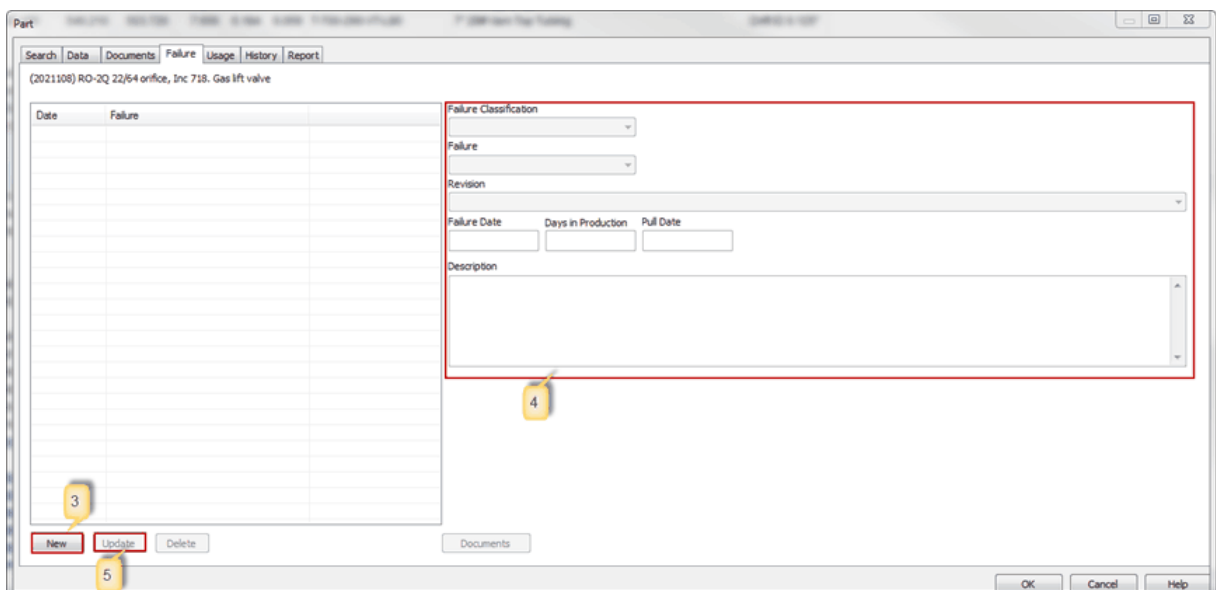 Part
Search Data Documents Failure Usage History Report
(2021108) RO-2Q 22/64 orifice, Inc 718. Gas lift valve
Date Failure
Failure Classification
Failure
Revision
Failure Date Days in Production Pull Date
Description
4
3
New Update Delete Documents
5
OK Cancel Help